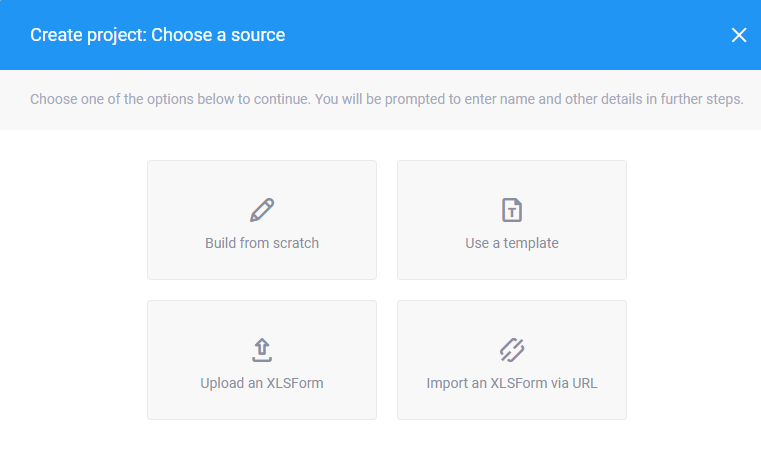 Create project: Choose a source
Choose one of the options below to continue. You will be prompted to enter name and other details in further steps.
Build from scratch
Use a template
Upload an XLSForm
Import an XLSForm via URL